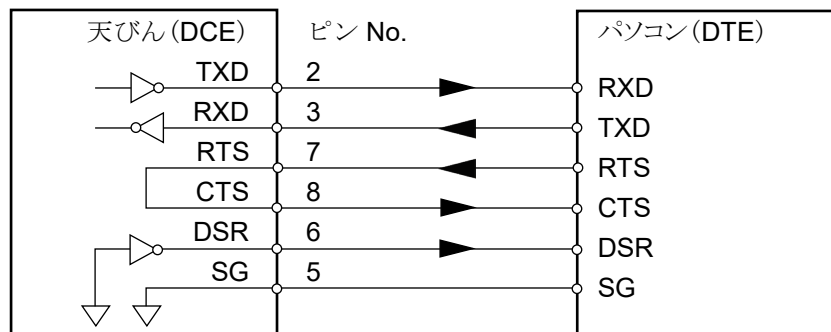 天びん(DCE) ピン No. パソコン(DTE)
TXD 2 RXD
RXD 3 TXD
RTS 7 RTS
CTS 8 CTS
DSR 6 DSR
SG 5 SG